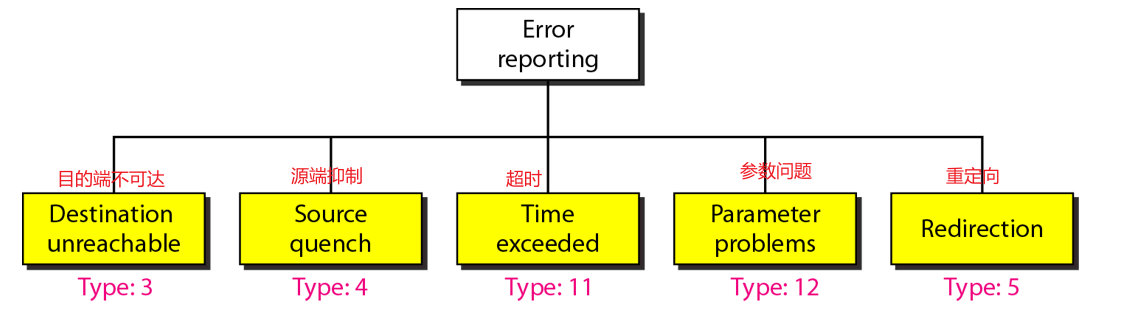 Error
reporting
目的端不可达
源端抑制
超时
参数问题
重定向
Destination
unreachable
Source
quench
Time
exceeded
Parameter
problems
Redirection
Type: 3
Type: 4
Type: 11
Type: 12
Type: 5